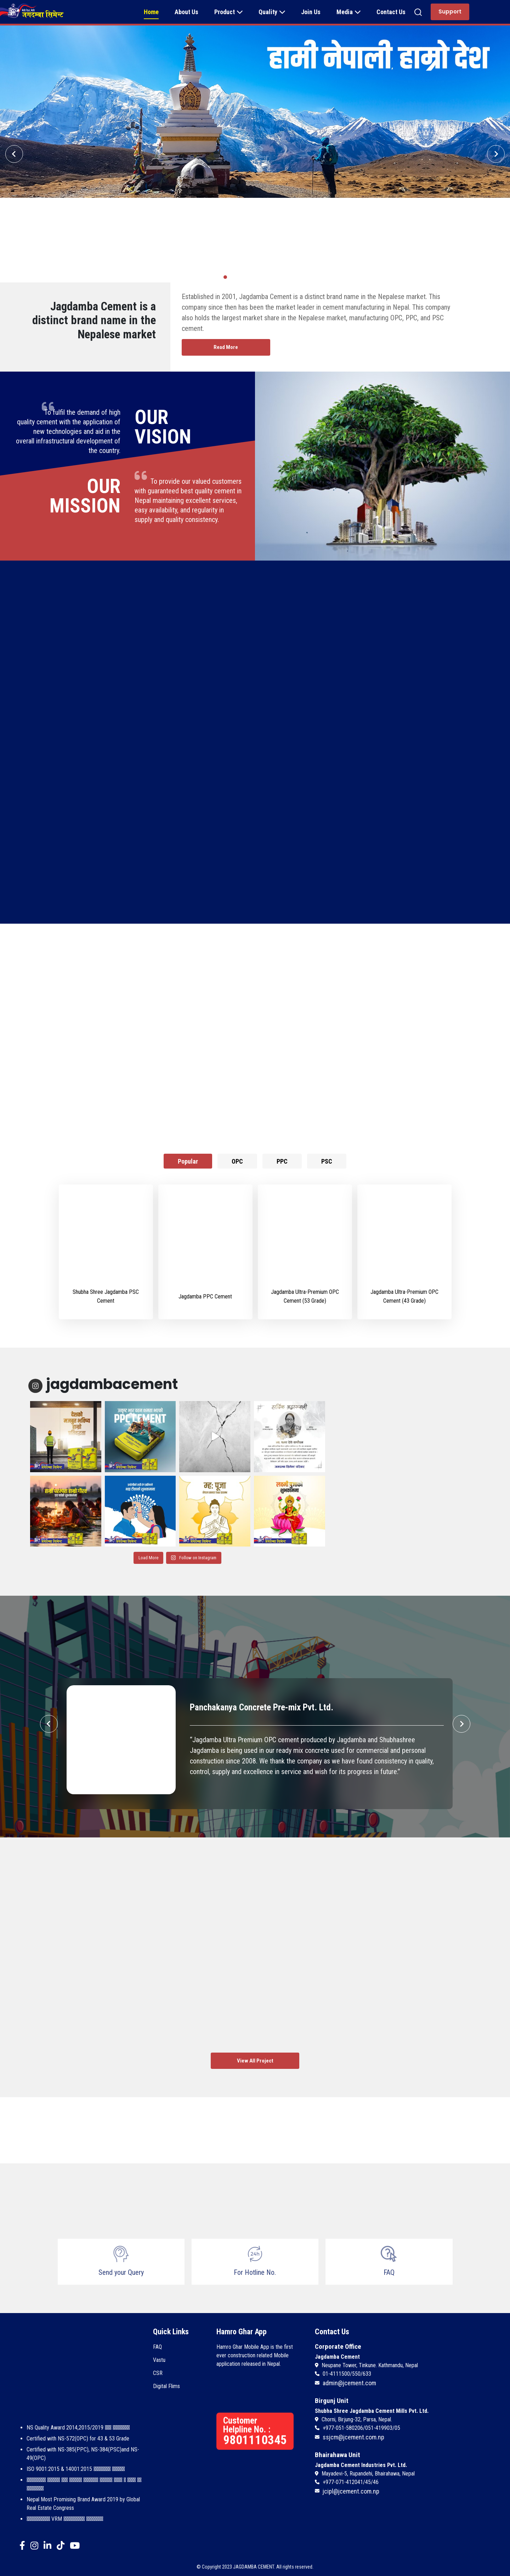 जगदम्बा सिमेन्ट
Home
About Us
Product
Quality
Join Us
Media
Contact Us
Support
हामी नेपाली हाम्रो देश
Jagdamba Cement is a
distinct brand name in the
Nepalese market
Established in 2001, Jagdamba Cement is a distinct brand name in the Nepalese market. This
company since then has been the market leader in cement manufacturing in Nepal. This company
also holds the largest market share in the Nepalese market, manufacturing OPC, PPC, and PSC
cement.
Read More
To fulfil the demand of high
quality cement with the application of
new technologies and aid in the
overall infrastructural development of
the country.
OUR
VISION
OUR
MISSION
To provide our valued customers
with guaranteed best quality cement in
Nepal maintaining excellent services,
easy availability, and regularity in
supply and quality consistency.
Popular
OPC
PPC
PSC
Shubha Shree Jagdamba PSC
Cement
Jagdamba PPC Cement
Jagdamba Ultra-Premium OPC
Cement (53 Grade)
Jagdamba Ultra-Premium OPC
Cement (43 Grade)
jagdambacement
PPC CEMENT
Load More
Follow on Instagram
Panchakanya Concrete Pre-mix Pvt. Ltd.
“Jagdamba Ultra Premium OPC cement produced by Jagdamba and Shubhashree
Jagdamba is being used in our ready mix concrete used for commercial and personal
construction since 2008. We thank the company as we have found consistency in quality,
control, supply and excellence in service and wish for its progress in future.”
View All Project
Send your Query
24h
For Hotline No.
FAQ
NS Quality Award 2014,2015/2019
Certified with NS-572(OPC) for 43 & 53 Grade
Certified with NS-385(PPC), NS-384(PSC)and NS-
49(OPC)
ISO 9001:2015 & 14001:2015
Nepal Most Promising Brand Award 2019 by Global
Real Estate Congress
VRM
Quick Links
FAQ
Vastu
CSR
Digital Films
Hamro Ghar App
Hamro Ghar Mobile App is the first
ever construction related Mobile
application released in Nepal.
Customer
Helpline No. :
9801110345
Contact Us
Corporate Office
Jagdamba Cement
Neupane Tower, Tinkune. Kathmandu, Nepal
01-4111500/550/633
admin@jcement.com
Birgunj Unit
Shubha Shree Jagdamba Cement Mills Pvt. Ltd.
Chorni, Birjung-32, Parsa, Nepal.
+977-051-580206/051-419903/05
ssjcm@jcement.com.np
Bhairahawa Unit
Jagdamba Cement Industries Pvt. Ltd.
Mayadevi-5, Rupandehi, Bhairahawa, Nepal
+977-071-412041/45/46
jcipl@jcement.com.np
© Copyright 2023 JAGDAMBA CEMENT. All rights reserved.